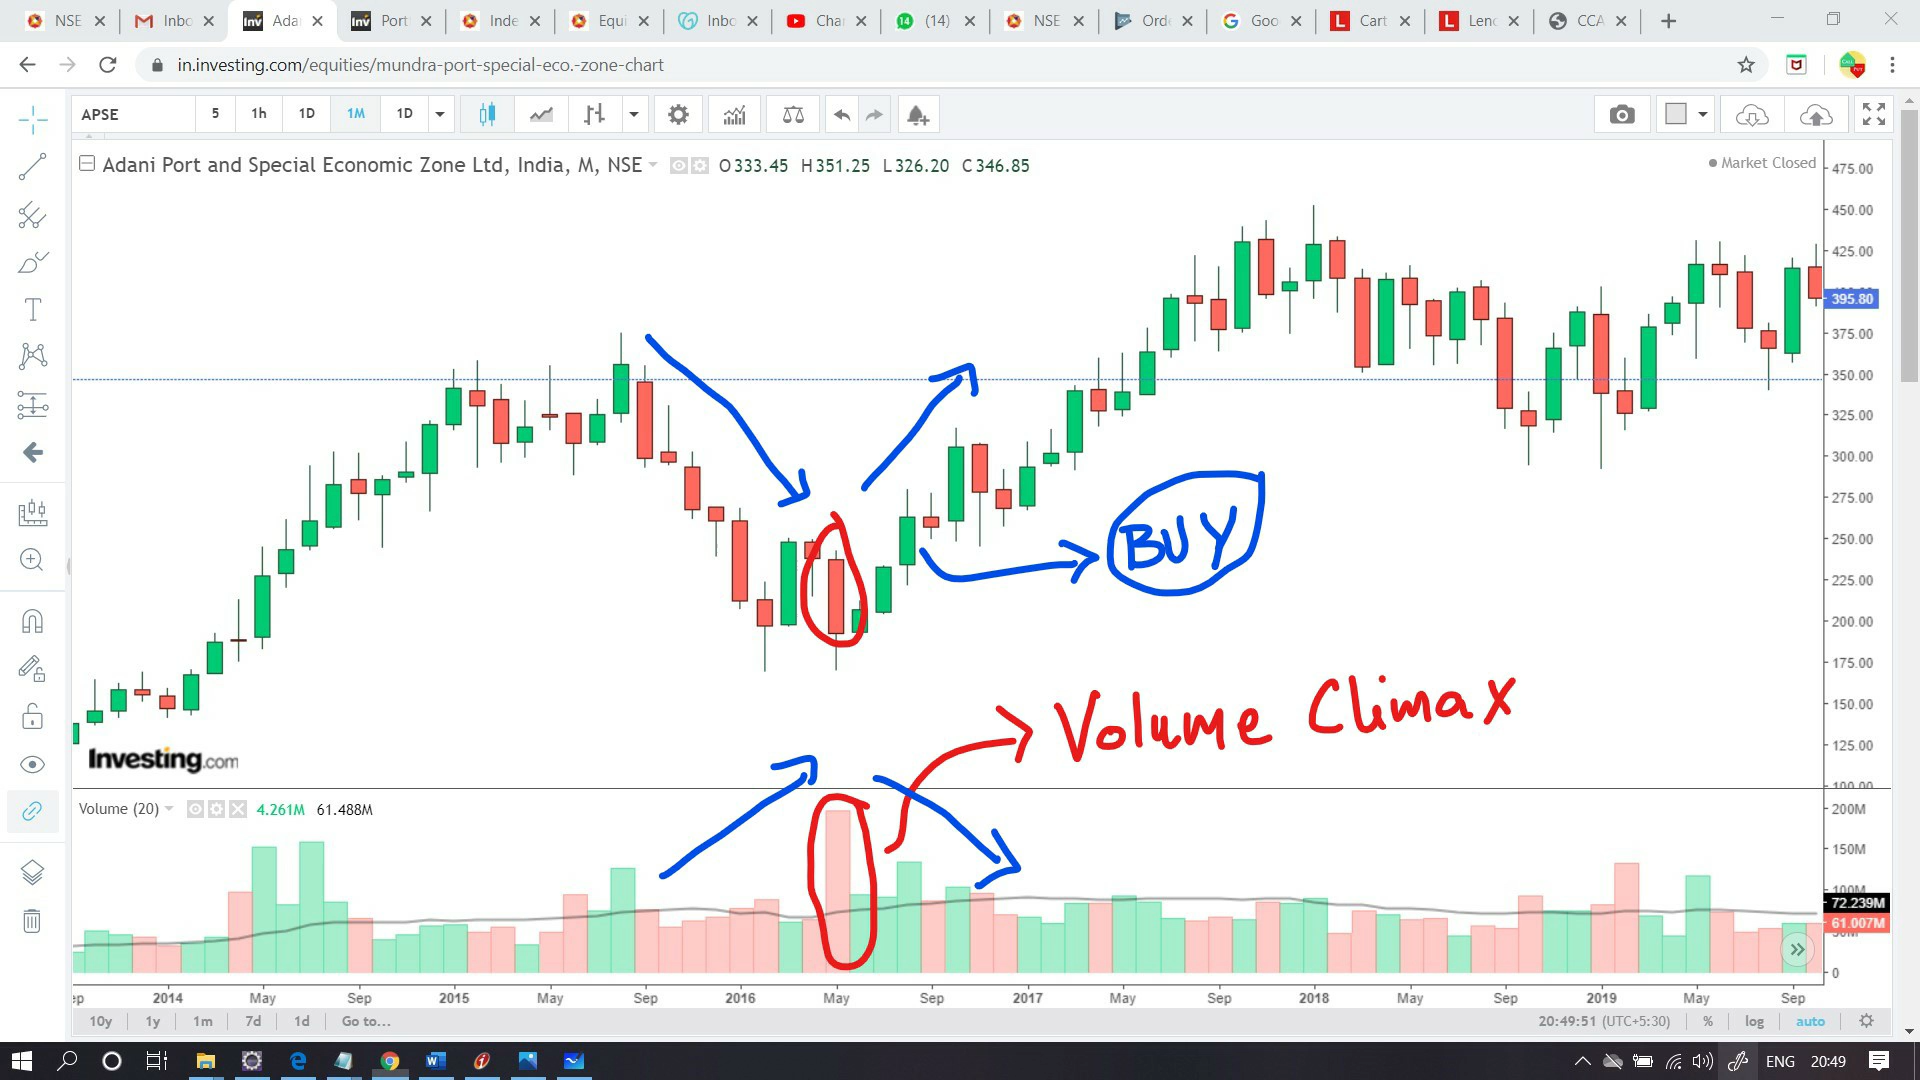 NSE Inbo Ada Port Inde Equi Inbo Char (14) NSE Orde Goo Cart Lenc CCA
in.investing.com/equities/mundra-port-special-eco.-zone-chart
APSE 5 1h 1D 1M 1D
Adani Port and Special Economic Zone Ltd, India, M, NSE O333.45 H351.25 L326.20 C346.85
Market Closed
475.00
450.00
425.00
395.80
375.00
350.00
325.00
300.00
275.00
250.00
225.00
200.00
175.00
150.00
125.00
100.00
BUY
Volume Climax
Investing.com
Volume (20) 4.261M 61.488M
200M
150M
100M
72.239M
61.007M
0
ep 2014 May Sep 2015 May Sep 2016 May Sep 2017 May Sep 2018 May Sep 2019 May Sep
10y 1y 1m 7d 1d Go to... 20:49:51 (UTC+5:30) % log auto
ENG 20:49